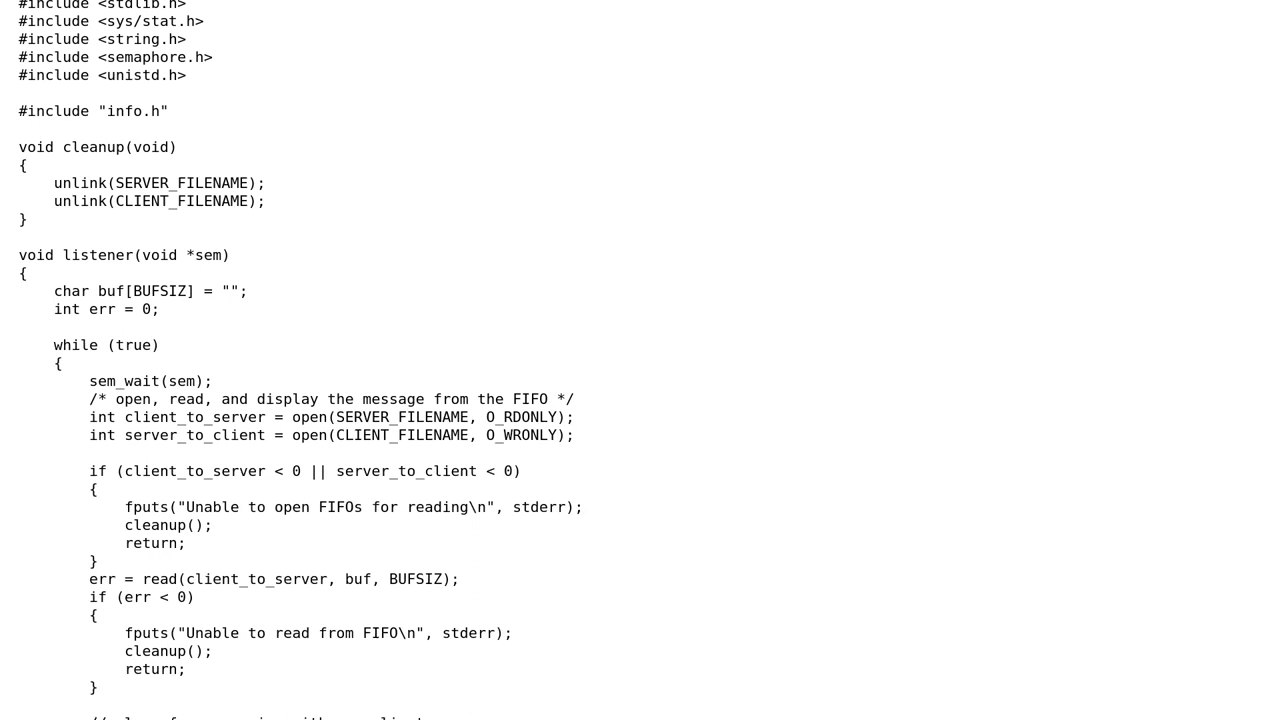 #include <stdlib.h>
#include <sys/stat.h>
#include <string.h>
#include <semaphore.h>
#include <unistd.h>

#include "info.h"

void cleanup(void)
{
    unlink(SERVER_FILENAME);
    unlink(CLIENT_FILENAME);
}

void listener(void *sem)
{
    char buf[BUFSIZ] = "";
    int err = 0;

    while (true)
    {
        sem_wait(sem);
        /* open, read, and display the message from the FIFO */
        int client_to_server = open(SERVER_FILENAME, O_RDONLY);
        int server_to_client = open(CLIENT_FILENAME, O_WRONLY);

        if (client_to_server < 0 || server_to_client < 0)
        {
            fputs("Unable to open FIFOs for reading\n", stderr);
            cleanup();
            return;
        }
        err = read(client_to_server, buf, BUFSIZ);
        if (err < 0)
        {
            fputs("Unable to read from FIFO\n", stderr);
            cleanup();
            return;
        }